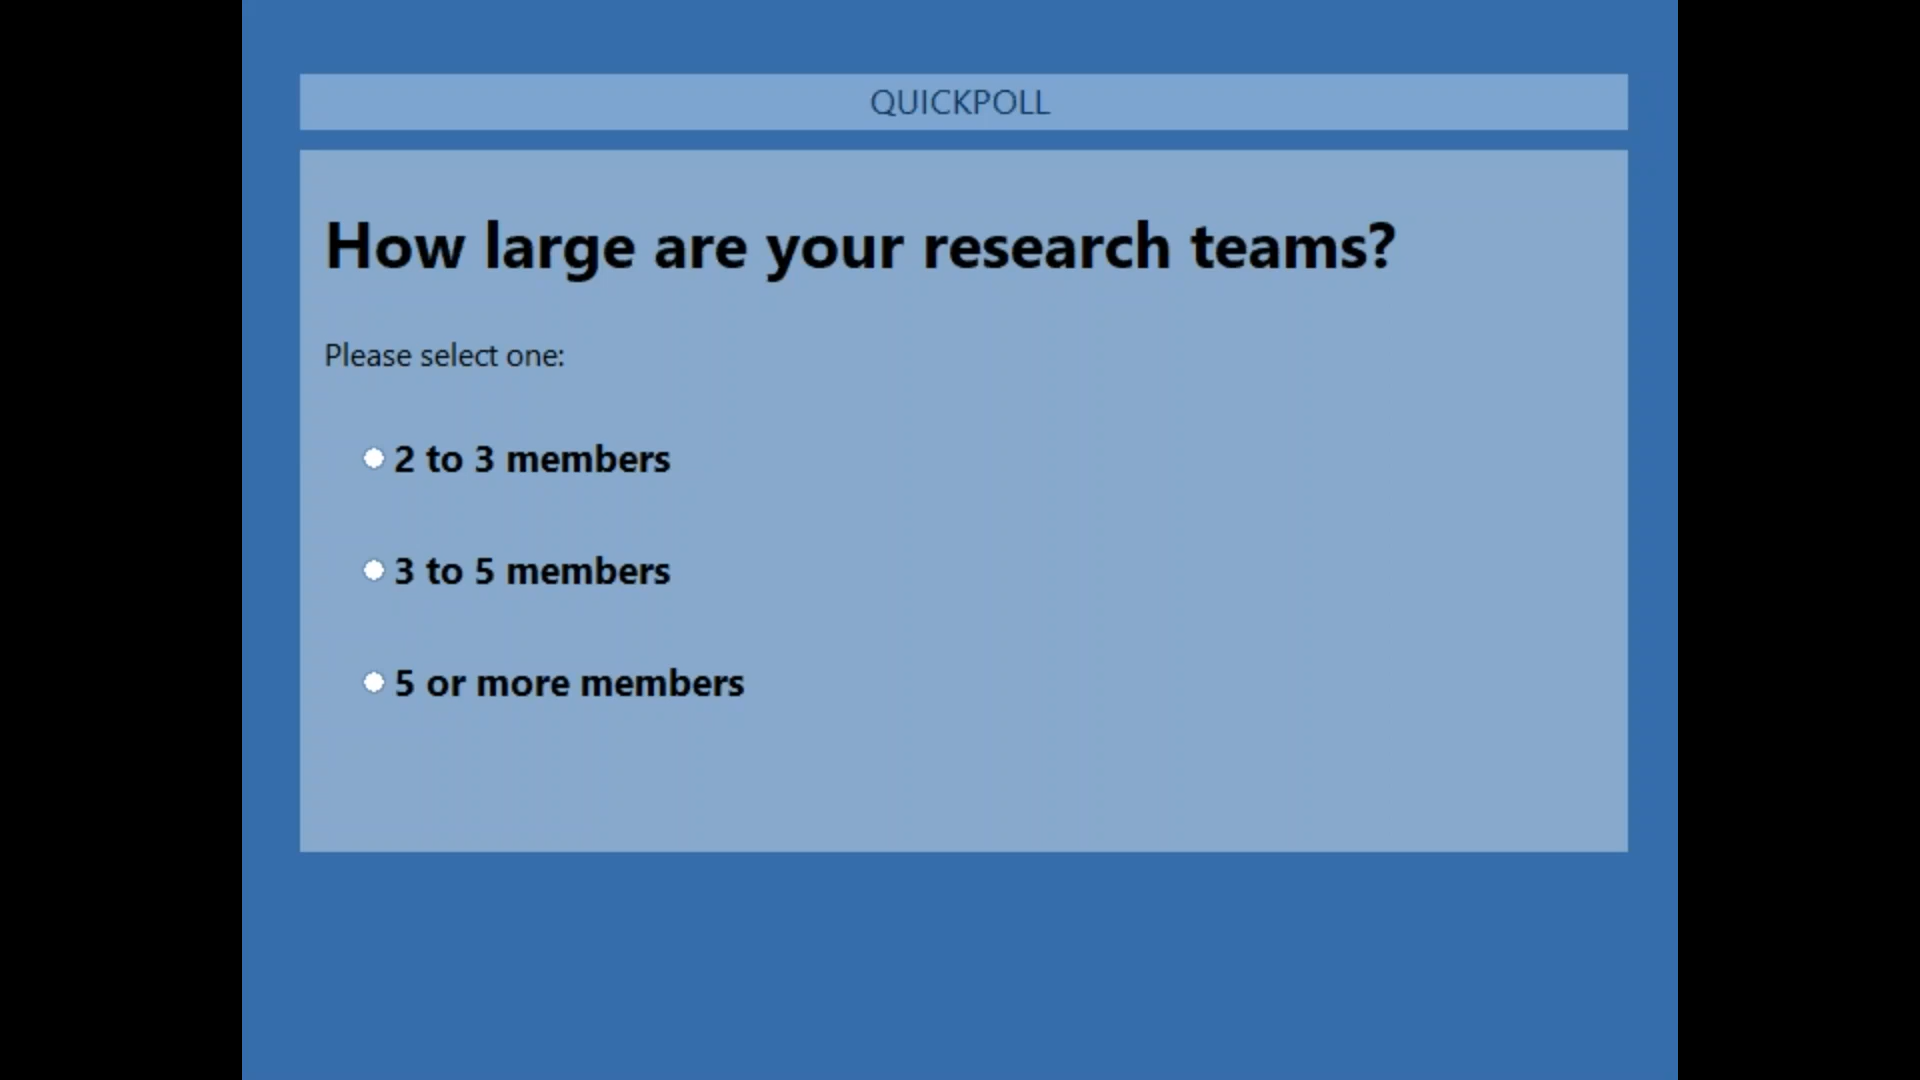 QUICKPOLL
How large are your research teams?
Please select one:
2 to 3 members
3 to 5 members
5 or more members